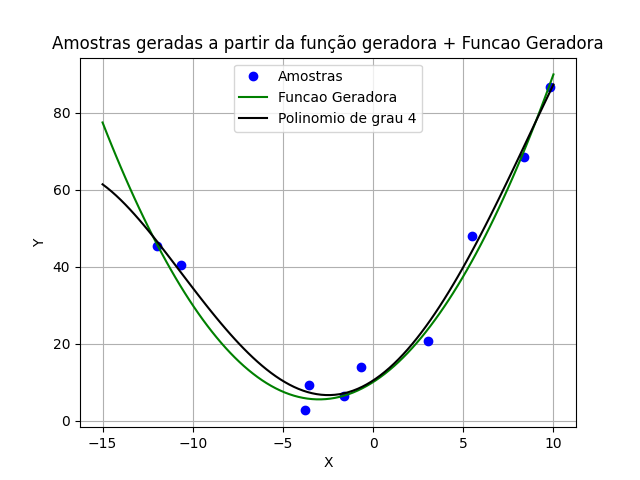 Amostras geradas a partir da função geradora + Funcao Geradora
Amostras
Funcao Geradora
Polinomio de grau 4
80
60
40
20
0
Y
−15
−10
−5
0
5
10
X